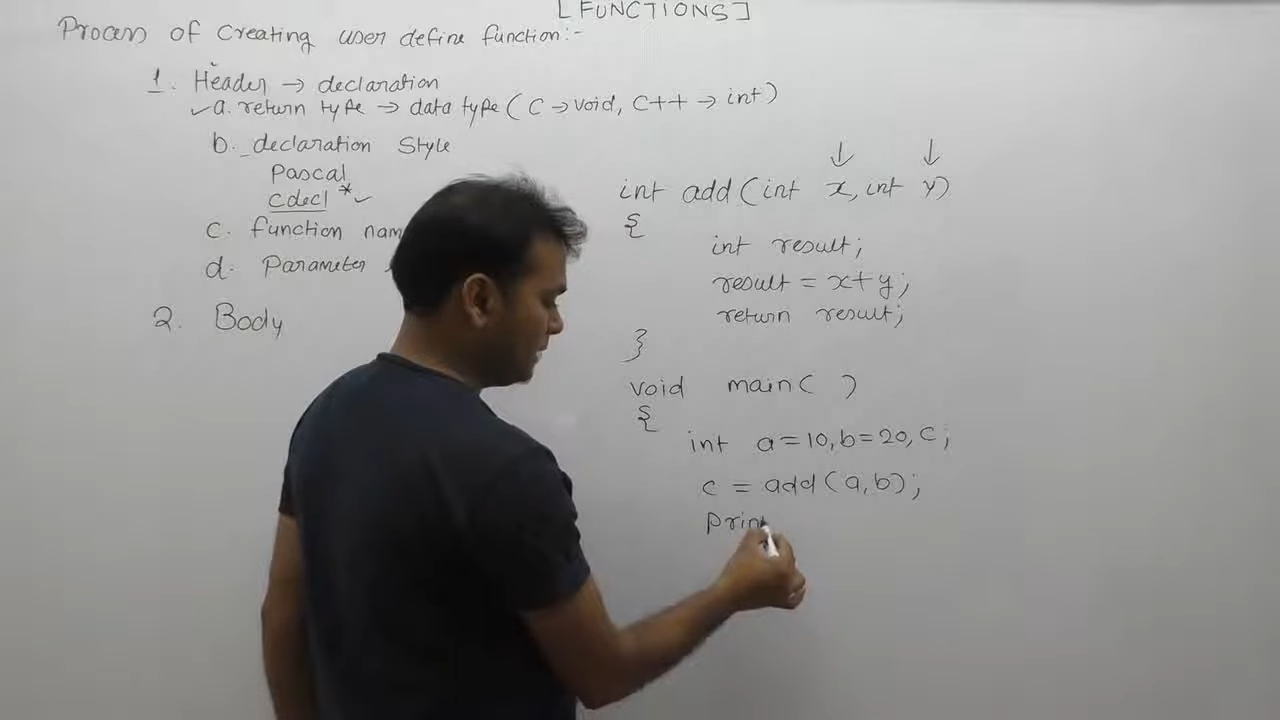 [FUNCTIONS]
Process of Creating user define function:-
1. Header → declaration
✓a. return type → data type (C → void, C++ → int)
b. declaration Style
Pascal
cdecl * ✓
c. function nam
d. Parameter
2. Body
↓ ↓
int add(int x, int y)
{
int result;
result = x+y;
return result;
}
void main( )
{
int a=10, b=20, c;
c = add(a,b);
prin